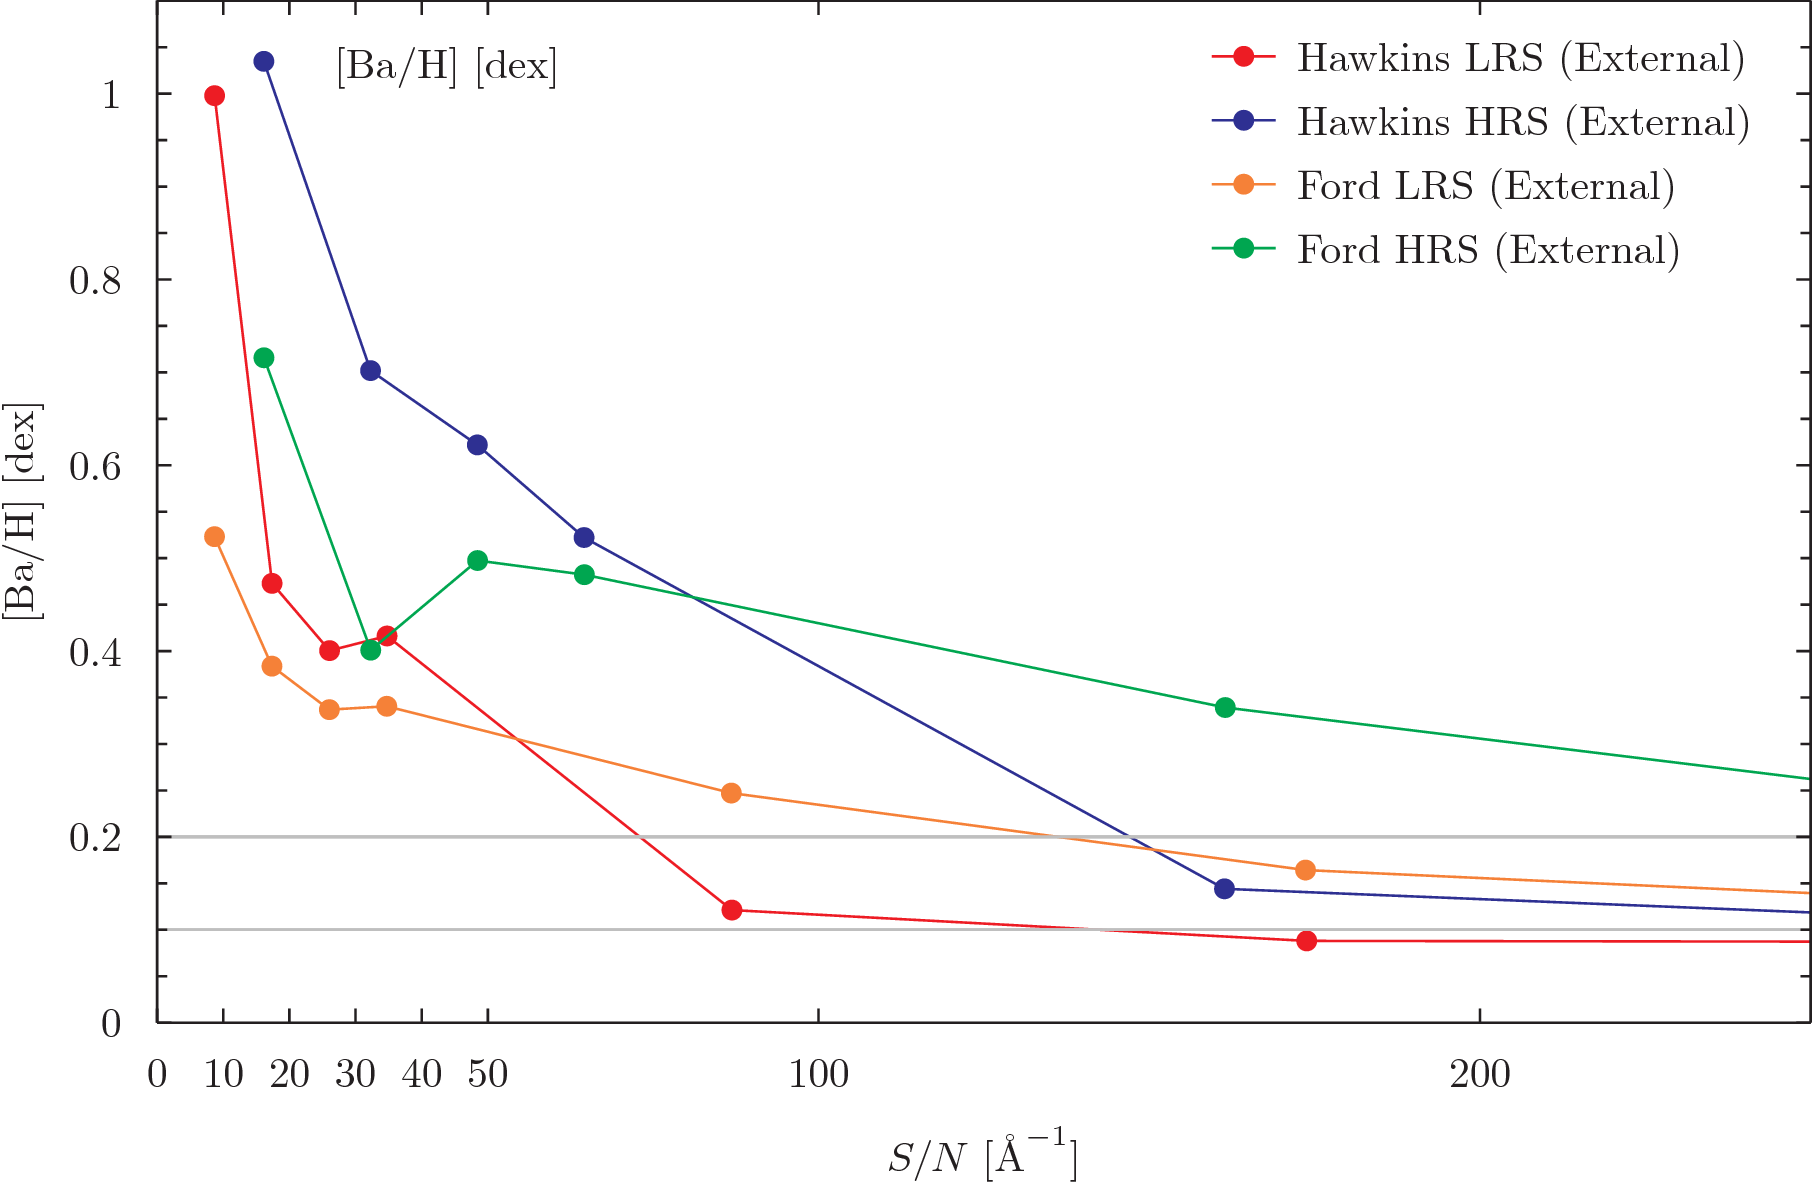 [Ba/H] [dex]
Hawkins LRS (External)
Hawkins HRS (External)
Ford LRS (External)
Ford HRS (External)
[Ba/H] [dex]
1
0.8
0.6
0.4
0.2
0
0 10 20 30 40 50 100 200
S/N [Å⁻¹]